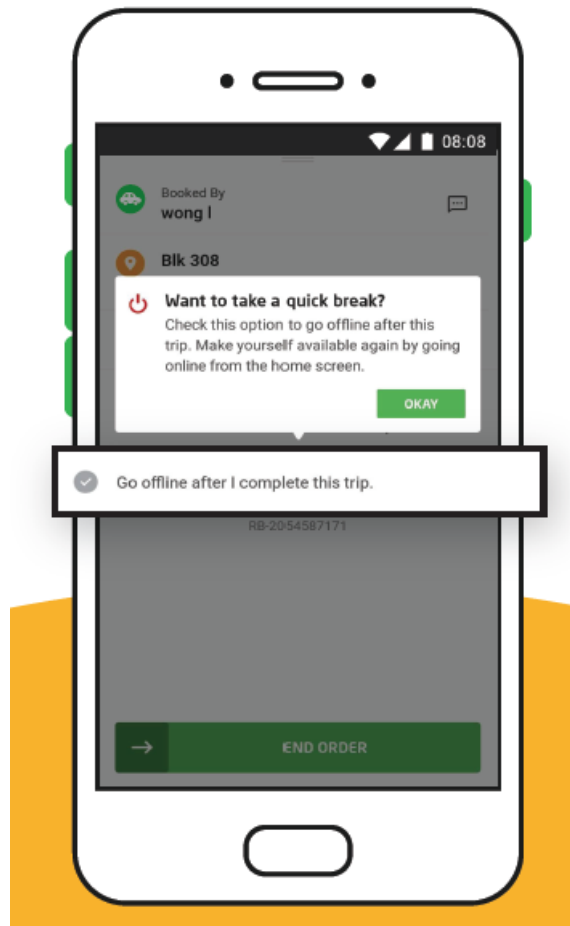 08:08
Booked By
wong l
Blk 308
Want to take a quick break?
Check this option to go offline after this
trip. Make yourself available again by going
online from the home screen.
OKAY
Go offline after I complete this trip.
RB-2054587171
END ORDER